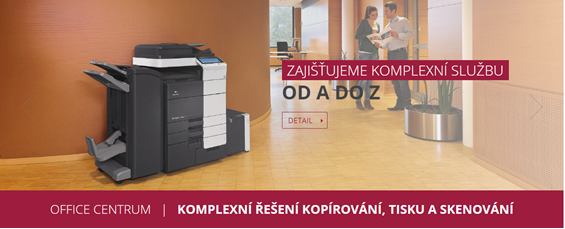 ZAJIŠŤUJEME KOMPLEXNÍ SLUŽBU
OD A DO Z
DETAIL
OFFICE CENTRUM | KOMPLEXNÍ ŘEŠENÍ KOPÍROVÁNÍ, TISKU A SKENOVÁNÍ